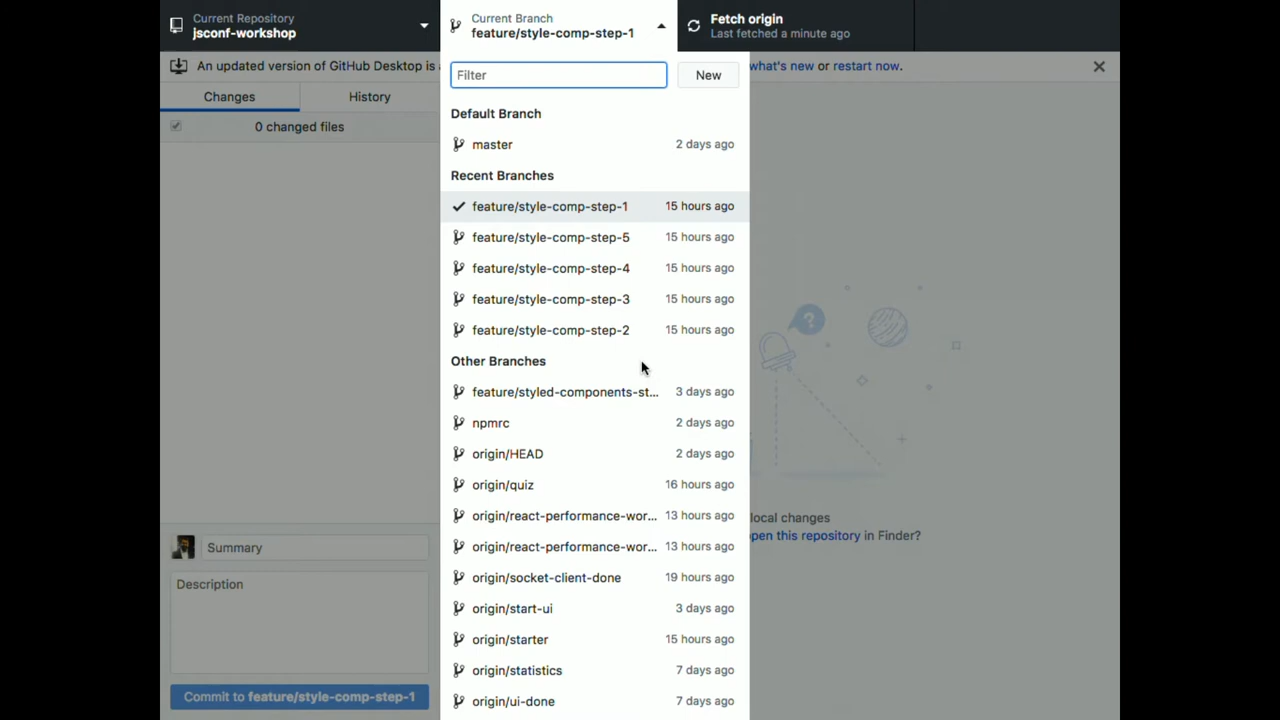 Current Repository
jsconf-workshop
Current Branch
feature/style-comp-step-1
Fetch origin
Last fetched a minute ago
An updated version of GitHub Desktop is
what's new or restart now.
Filter
New
Changes
History
0 changed files
Default Branch
master 2 days ago
Recent Branches
feature/style-comp-step-1 15 hours ago
feature/style-comp-step-5 15 hours ago
feature/style-comp-step-4 15 hours ago
feature/style-comp-step-3 15 hours ago
feature/style-comp-step-2 15 hours ago
Other Branches
feature/styled-components-st... 3 days ago
npmrc 2 days ago
origin/HEAD 2 days ago
origin/quiz 16 hours ago
origin/react-performance-wor... 13 hours ago
origin/react-performance-wor... 13 hours ago
origin/socket-client-done 19 hours ago
origin/start-ui 3 days ago
origin/starter 15 hours ago
origin/statistics 7 days ago
origin/ui-done 7 days ago
?
local changes
open this repository in Finder?
Summary
Description
Commit to feature/style-comp-step-1